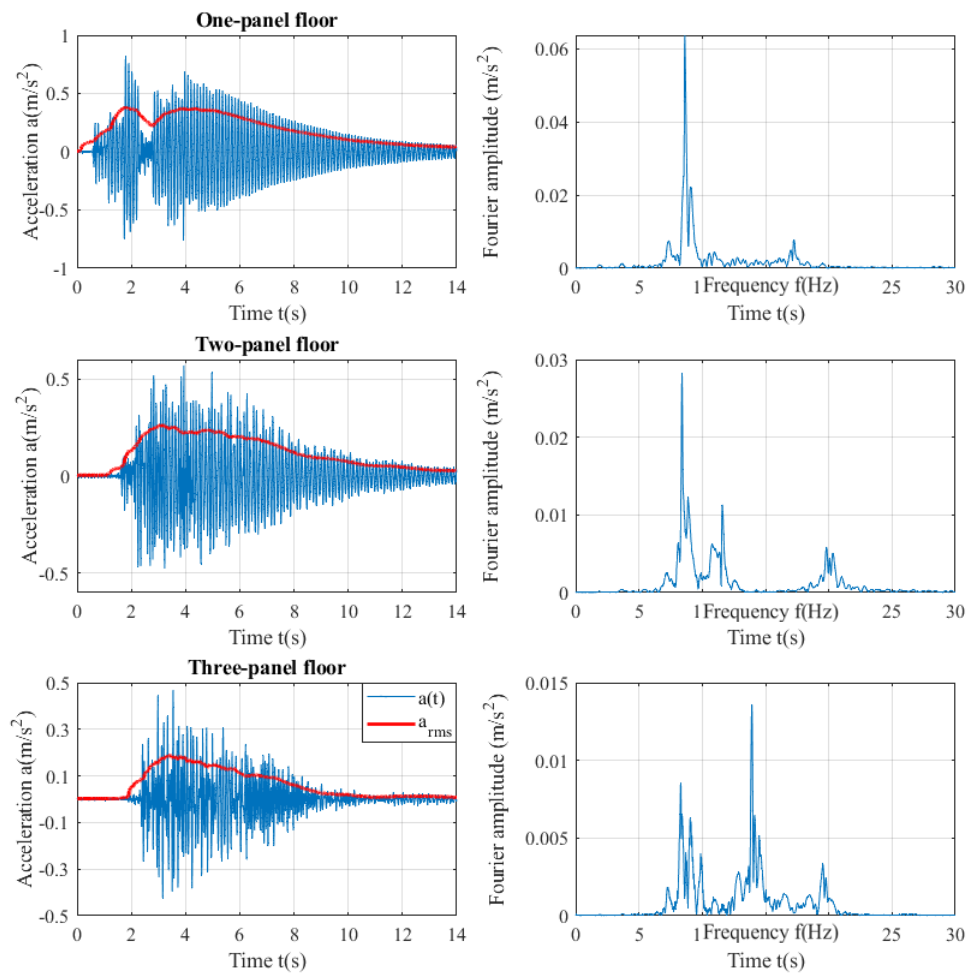 One-panel floor
Acceleration a(m/s²)
1
0.5
0
-0.5
-1
0 2 4 6 8 10 12 14
Time t(s)
Fourier amplitude (m/s²)
0.06
0.04
0.02
0
0 5 1 Frequency f(Hz) 25 30
Time t(s)
Two-panel floor
Acceleration a(m/s²)
0.5
0
-0.5
0 2 4 6 8 10 12 14
Time t(s)
Fourier amplitude (m/s²)
0.03
0.02
0.01
0
0 5 1 Frequency f(Hz) 25 30
Time t(s)
Three-panel floor
Acceleration a(m/s²)
0.5
0.3
0.1
-0.1
-0.3
-0.5
a(t)
a_rms
0 2 4 6 8 10 12 14
Time t(s)
Fourier amplitude (m/s²)
0.015
0.01
0.005
0
0 5 1 Frequency f(Hz) 25 30
Time t(s)